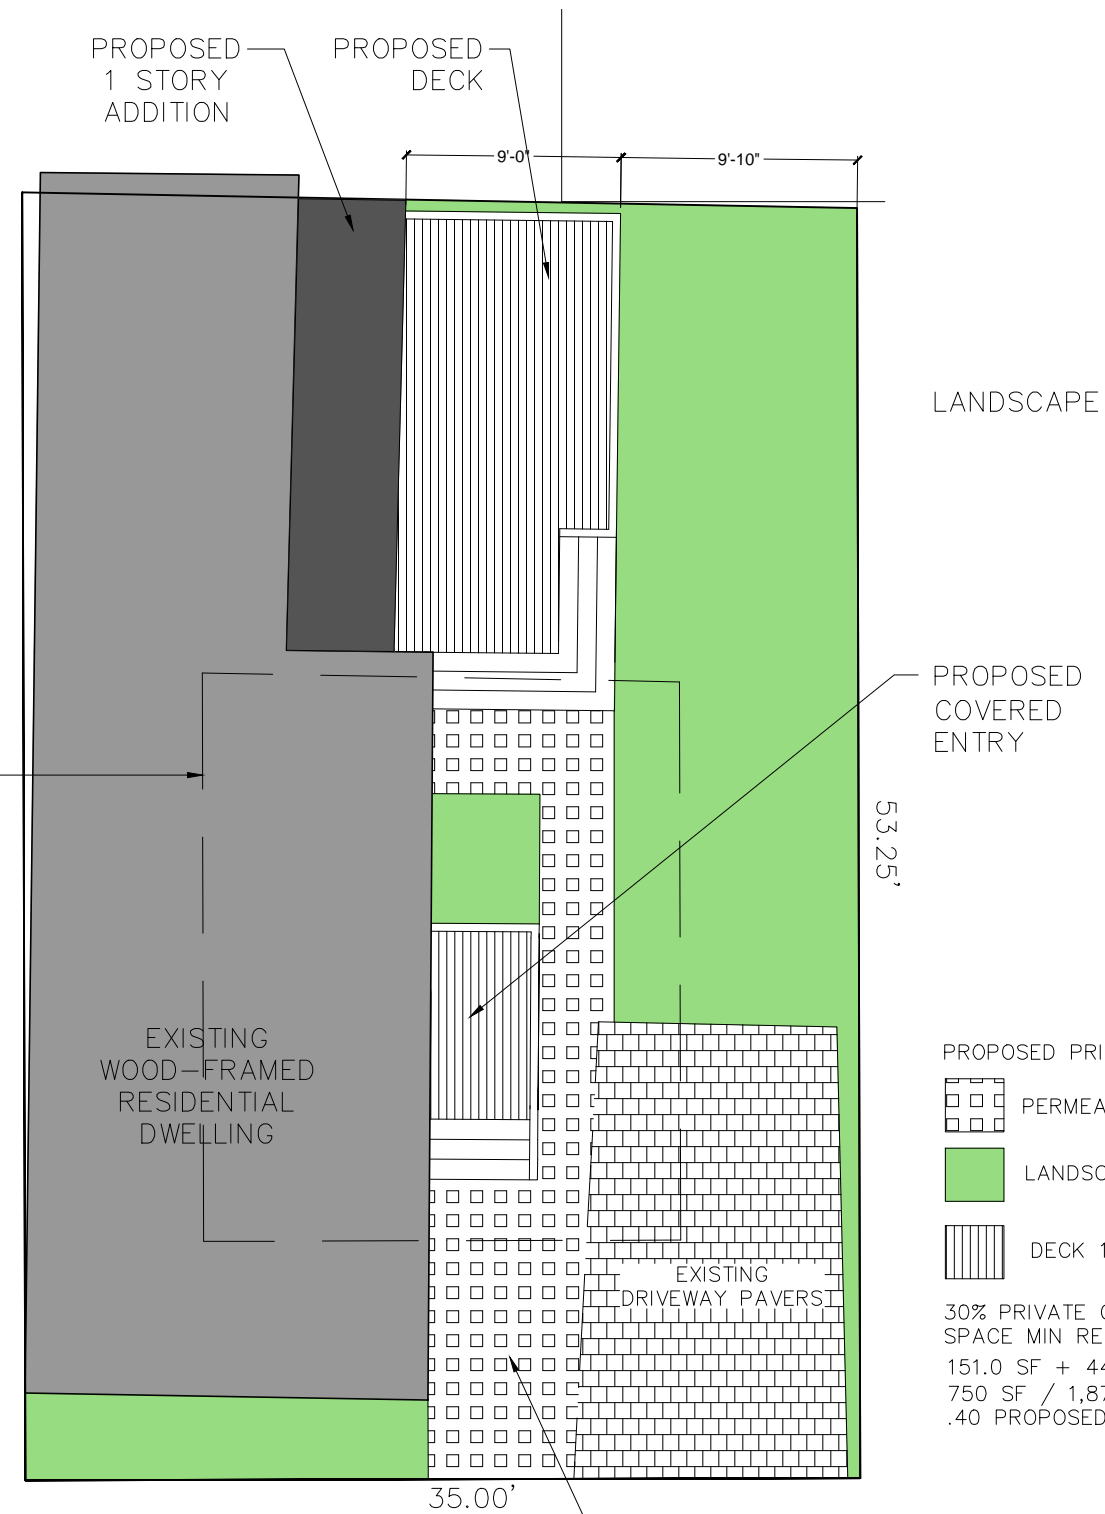 PROPOSED
1 STORY
ADDITION
PROPOSED
DECK
9'-0"
9'-10"
LANDSCAPE
PROPOSED
COVERED
ENTRY
53.25'
EXISTING
WOOD-FRAMED
RESIDENTIAL
DWELLING
PROPOSED PRI
PERMEA
LANDSC
DECK 1
EXISTING
DRIVEWAY PAVERS
30% PRIVATE
SPACE MIN RE
151.0 SF + 44
750 SF / 1,87
.40 PROPOSED
35.00'